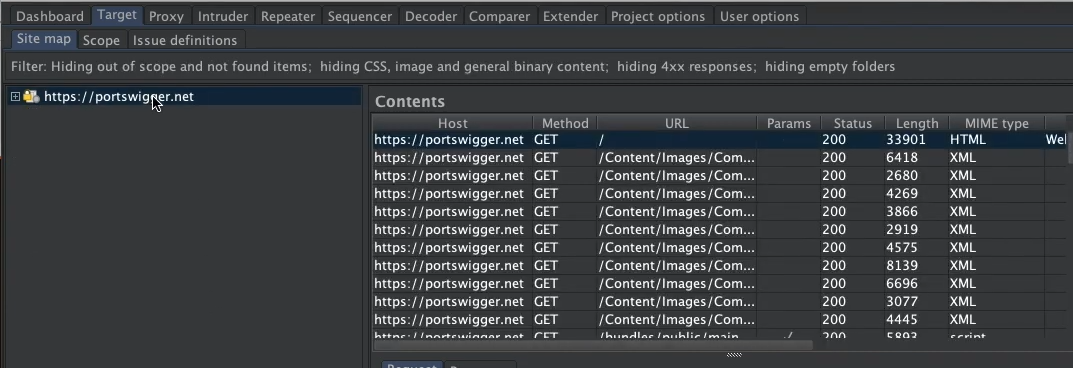 Dashboard Target Proxy Intruder Repeater Sequencer Decoder Comparer Extender Project options User options
Site map Scope Issue definitions
Filter: Hiding out of scope and not found items; hiding CSS, image and general binary content; hiding 4xx responses; hiding empty folders
https://portswigger.net
Contents
Host Method URL Params Status Length MIME type
https://portswigger.net GET / 200 33901 HTML Wel
https://portswigger.net GET /Content/Images/Com... 200 6418 XML
https://portswigger.net GET /Content/Images/Com... 200 2680 XML
https://portswigger.net GET /Content/Images/Com... 200 4269 XML
https://portswigger.net GET /Content/Images/Com... 200 3866 XML
https://portswigger.net GET /Content/Images/Com... 200 2919 XML
https://portswigger.net GET /Content/Images/Com... 200 4575 XML
https://portswigger.net GET /Content/Images/Com... 200 8139 XML
https://portswigger.net GET /Content/Images/Com... 200 6696 XML
https://portswigger.net GET /Content/Images/Com... 200 3077 XML
https://portswigger.net GET /Content/Images/Com... 200 4445 XML
https://portswigger.net GET /bundles/public/main 200 5893 script
Request